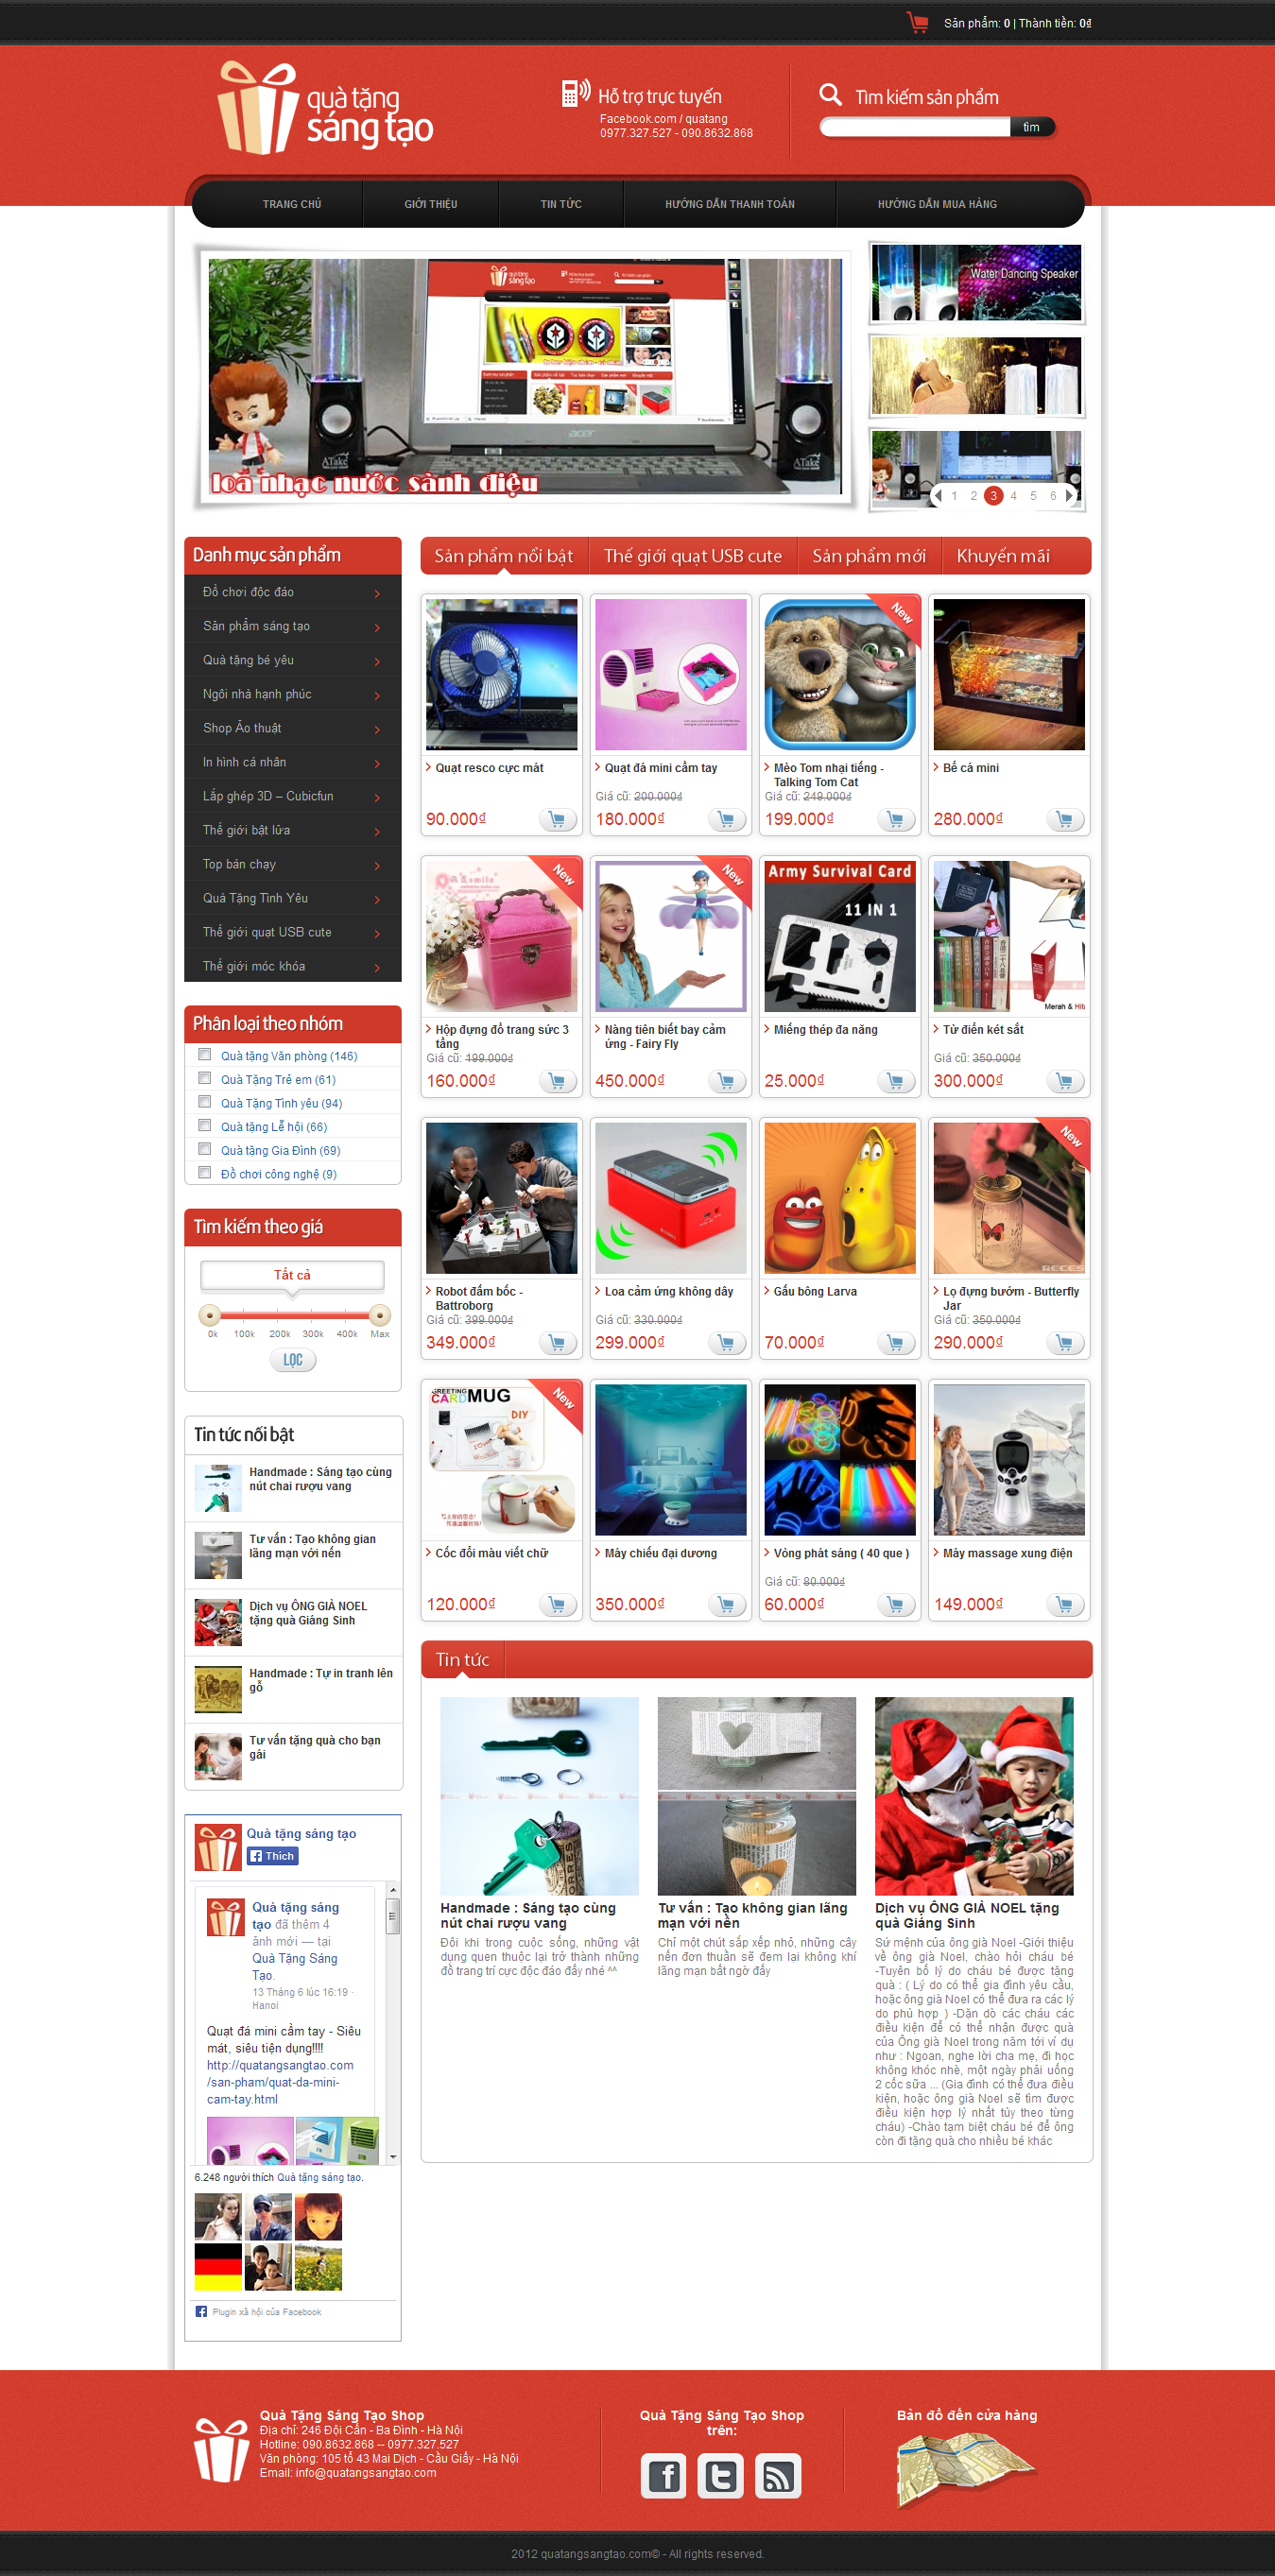 Sản phẩm: 0 | Thành tiền: 0₫
quà tặng
sáng tạo
Hỗ trợ trực tuyến
Facebook.com / quatang
0977.327.527 - 090.8632.868
Tìm kiếm sản phẩm
tìm
TRANG CHỦ
GIỚI THIỆU
TIN TỨC
HƯỚNG DẪN THANH TOÁN
HƯỚNG DẪN MUA HÀNG
quà tặng
sáng tạo
acer
ATake
ATake
loa nhạc nước sành điệu
Water Dancing Speaker
1 2 3 4 5 6
Danh mục sản phẩm
Đồ chơi độc đáo
Sản phẩm sáng tạo
Quà tặng bé yêu
Ngôi nhà hạnh phúc
Shop Ảo thuật
In hình cá nhân
Lắp ghép 3D – Cubicfun
Thế giới bật lửa
Top bán chạy
Quà Tặng Tình Yêu
Thế giới quạt USB cute
Thế giới móc khóa
Phân loại theo nhóm
Quà tặng Văn phòng (146)
Quà Tặng Trẻ em (61)
Quà Tặng Tình yêu (94)
Quà tặng Lễ hội (66)
Quà tặng Gia Đình (69)
Đồ chơi công nghệ (9)
Tìm kiếm theo giá
Tất cả
0k 100k 200k 300k 400k Max
LỌC
Tin tức nổi bật
Handmade : Sáng tạo cùng
nút chai rượu vang
Tư vấn : Tạo không gian
lãng mạn với nến
Dịch vụ ÔNG GIÀ NOEL
tặng quà Giáng Sinh
Handmade : Tự in tranh lên
gỗ
Tư vấn tặng quà cho bạn
gái
Quà tặng sáng tạo
Thích
Quà tặng sáng
tạo đã thêm 4
ảnh mới — tại
Quà Tặng Sáng
Tạo.
13 Tháng 6 lúc 16:19 ·
Hanoi
Quạt đá mini cầm tay - Siêu
mát, siêu tiện dụng!!!!
http://quatangsangtao.com
/san-pham/quat-da-mini-
cam-tay.html
6.248 người thích Quà tặng sáng tạo.
Plugin xã hội của Facebook
Sản phẩm nổi bật
Thế giới quạt USB cute
Sản phẩm mới
Khuyến mãi
Quạt resco cực mát
90.000₫
Quạt đá mini cầm tay
Giá cũ: 200.000₫
180.000₫
New
Mèo Tom nhại tiếng -
Talking Tom Cat
Giá cũ: 249.000₫
199.000₫
Bể cá mini
280.000₫
New
Hộp đựng đồ trang sức 3
tầng
Giá cũ: 199.000₫
160.000₫
New
Nàng tiên biết bay cảm
ứng - Fairy Fly
450.000₫
Army Survival Card
11 IN 1
Miếng thép đa năng
25.000₫
Merah & Hit
Từ điển két sắt
Giá cũ: 350.000₫
300.000₫
Robot đấm bốc -
Battroborg
Giá cũ: 399.000₫
349.000₫
Loa cảm ứng không dây
Giá cũ: 330.000₫
299.000₫
Gấu bông Larva
70.000₫
New
Lọ đựng bướm - Butterfly
Jar
Giá cũ: 350.000₫
290.000₫
GREETING
CARD MUG
DIY
New
Cốc đổi màu viết chữ
120.000₫
Máy chiếu đại dương
350.000₫
Vòng phát sáng ( 40 que )
Giá cũ: 80.000₫
60.000₫
Máy massage xung điện
149.000₫
Tin tức
Handmade : Sáng tạo cùng
nút chai rượu vang
Đôi khi trong cuộc sống, những vật
dụng quen thuộc lại trở thành những
đồ trang trí cực độc đáo đấy nhé ^^
Tư vấn : Tạo không gian lãng
mạn với nến
Chỉ một chút sắp xếp nhỏ, những cây
nến đơn thuần sẽ đem lại không khí
lãng mạn bất ngờ đấy
Dịch vụ ÔNG GIÀ NOEL tặng
quà Giáng Sinh
Sứ mệnh của ông già Noel -Giới thiệu
về ông già Noel, chào hỏi cháu bé
-Tuyên bố lý do cháu bé được tặng
quà : ( Lý do có thể gia đình yêu cầu,
hoặc ông già Noel có thể đưa ra các lý
do phù hợp ) -Dặn dò các cháu các
điều kiện để có thể nhận được quà
của Ông già Noel trong năm tới ví dụ
như : Ngoan, nghe lời cha mẹ, đi học
không khóc nhè, một ngày phải uống
2 cốc sữa ... (Gia đình có thể đưa điều
kiện, hoặc ông già Noel sẽ tìm được
điều kiện hợp lý nhất tùy theo từng
cháu) -Chào tạm biệt cháu bé để ông
còn đi tặng quà cho nhiều bé khác
Quà Tặng Sáng Tạo Shop
Địa chỉ: 246 Đội Cấn - Ba Đình - Hà Nội
Hotline: 090.8632.868 -- 0977.327.527
Văn phòng: 105 tổ 43 Mai Dịch - Cầu Giấy - Hà Nội
Email: info@quatangsangtao.com
Quà Tặng Sáng Tạo Shop
trên:
Bản đồ đến cửa hàng
2012 quatangsangtao.com© - All rights reserved.